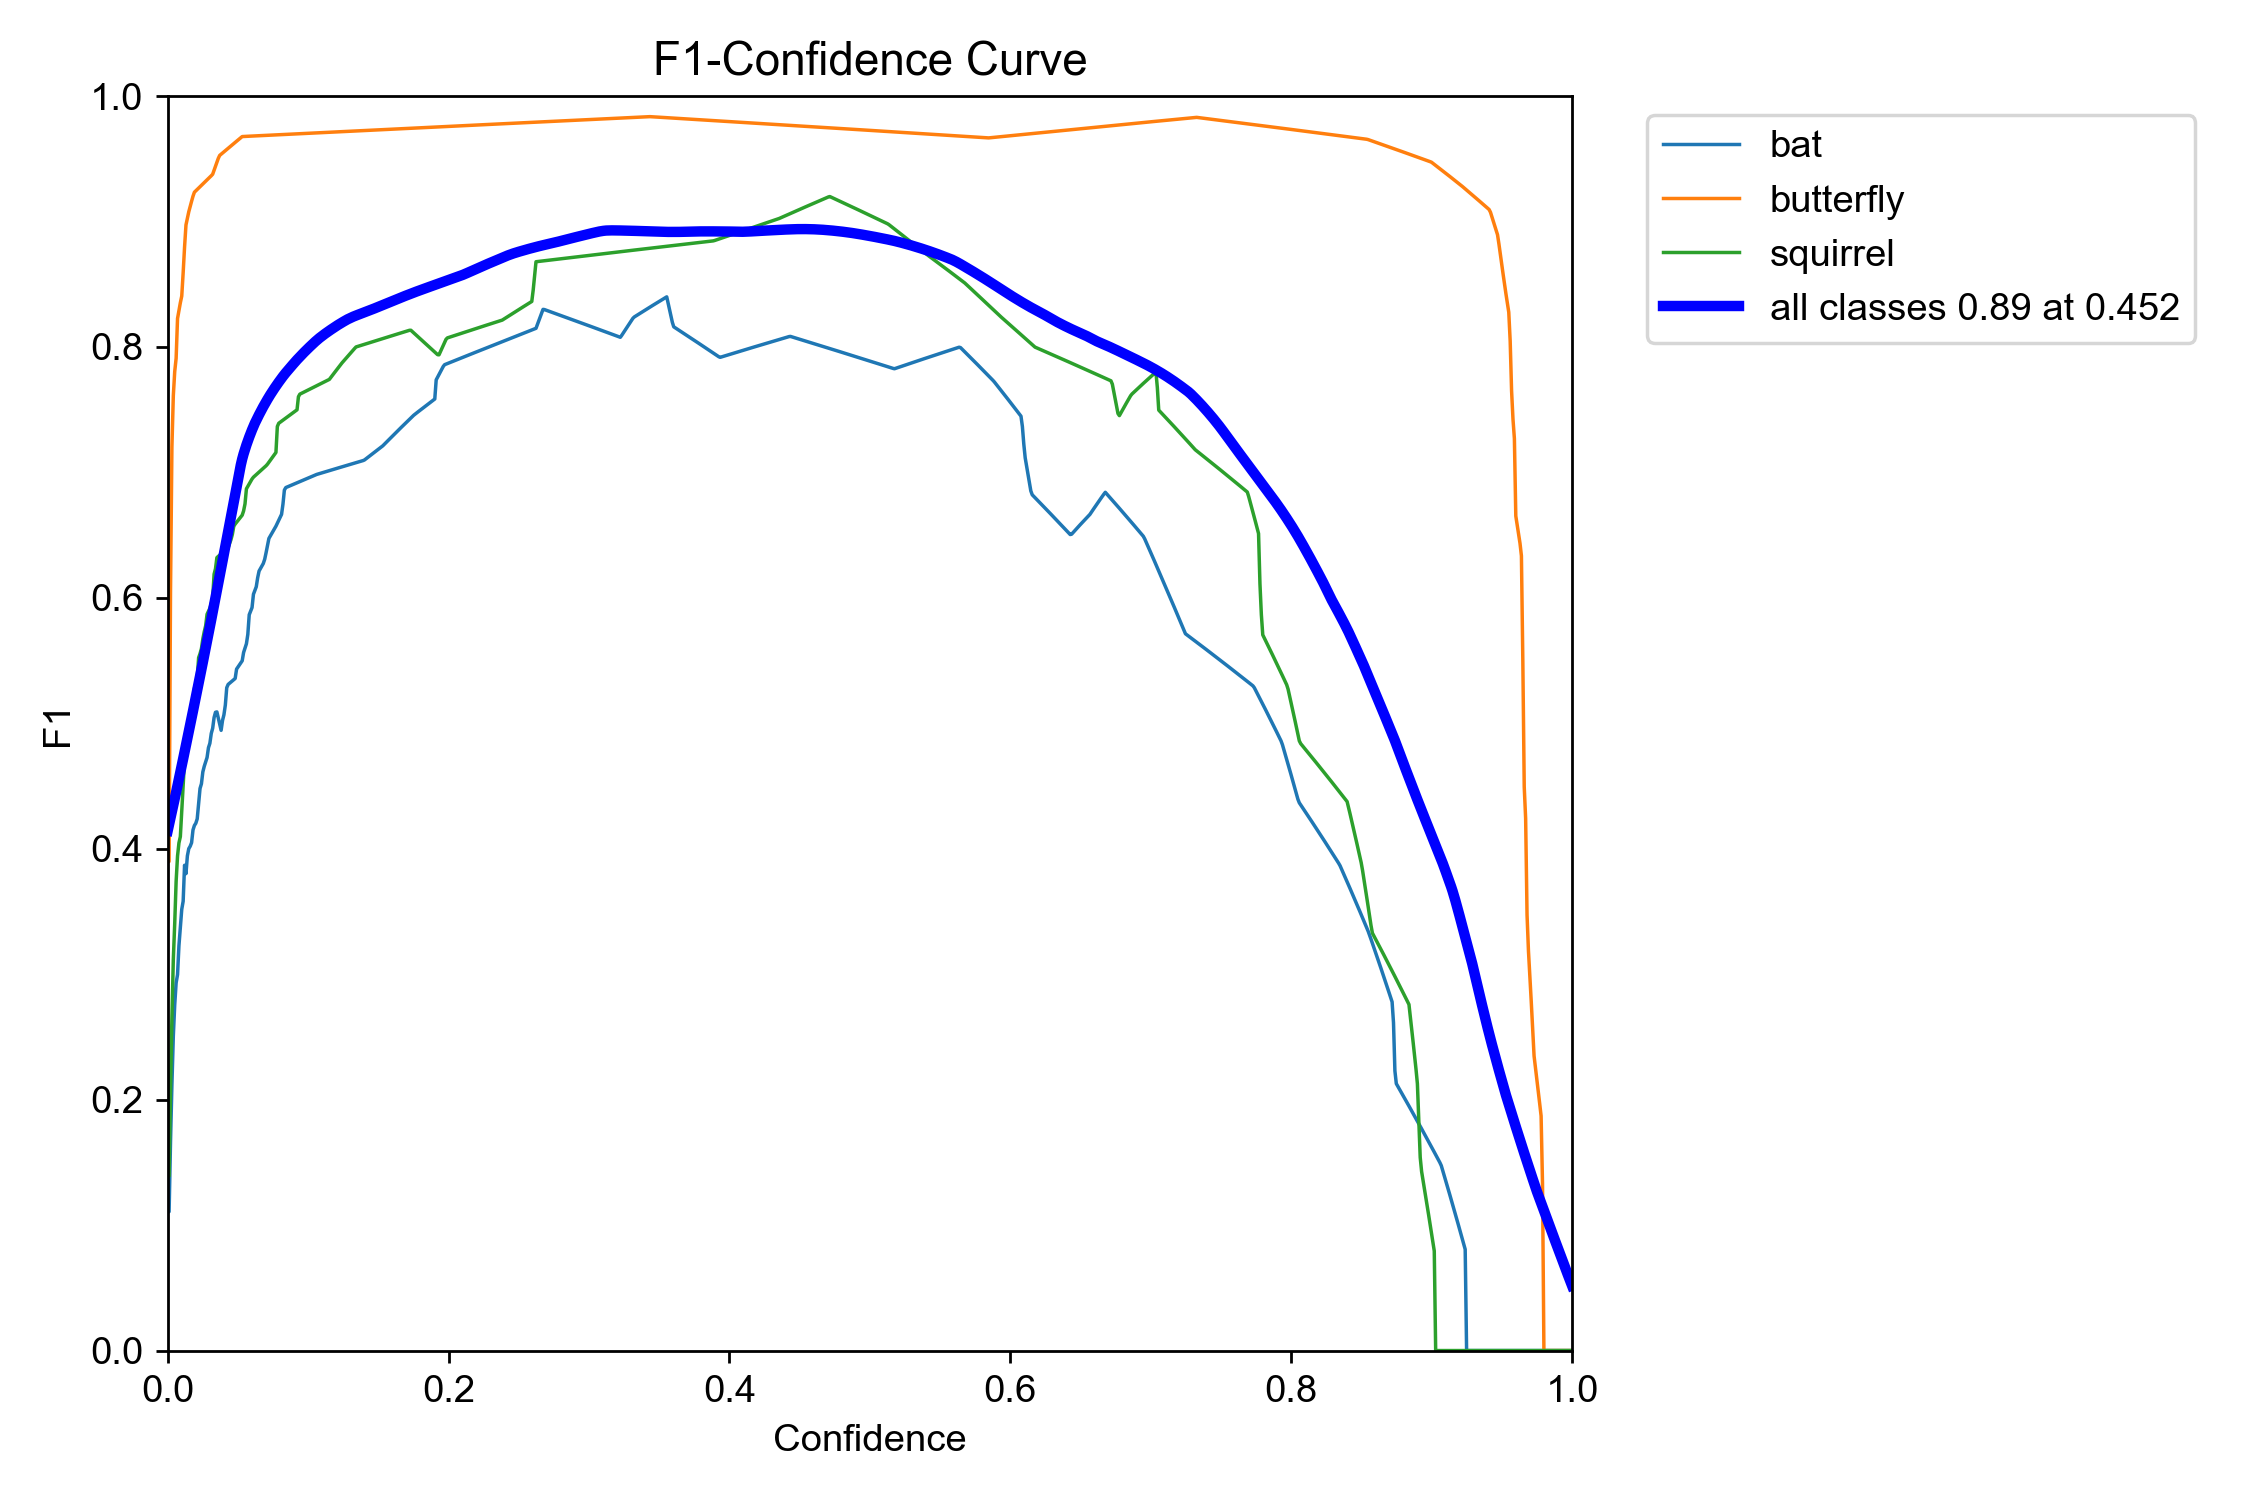 F1-Confidence Curve
1.0
0.8
0.6
0.4
0.2
0.0
F1
0.0 0.2 0.4 0.6 0.8 1.0
Confidence
bat
butterfly
squirrel
all classes 0.89 at 0.452